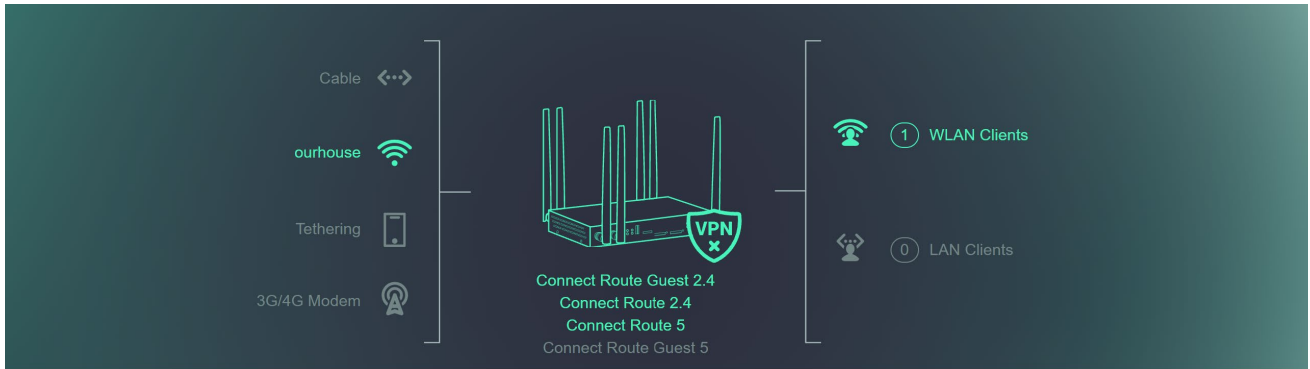 Cable
ourhouse
Tethering
3G/4G Modem
VPN
Connect Route Guest 2.4
Connect Route 2.4
Connect Route 5
Connect Route Guest 5
1 WLAN Clients
0 LAN Clients